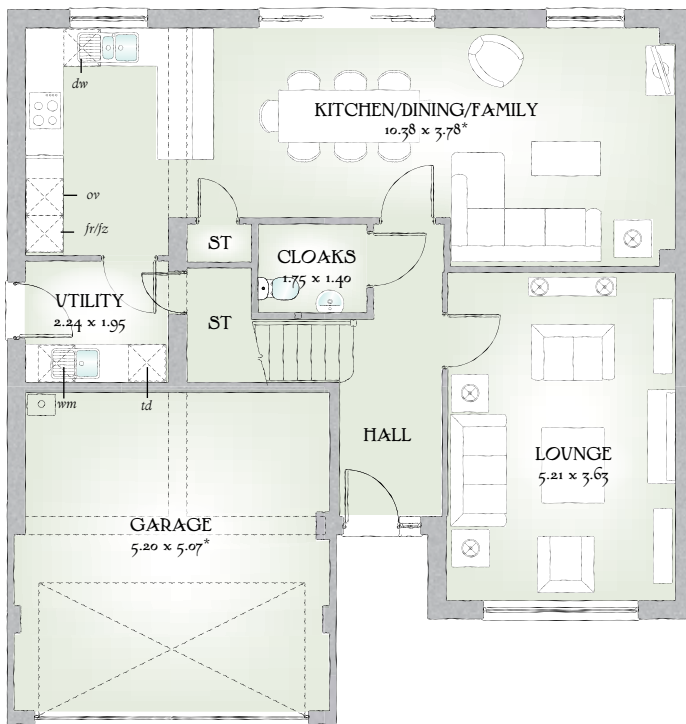 dw
KITCHEN/DINING/FAMILY
10.38 x 3.78*
ov
fr/fz
ST
CLOAKS
1.75 x 1.40
UTILITY
2.24 x 1.95
ST
wm
td
HALL
LOUNGE
5.21 x 3.63
GARAGE
5.20 x 5.07*